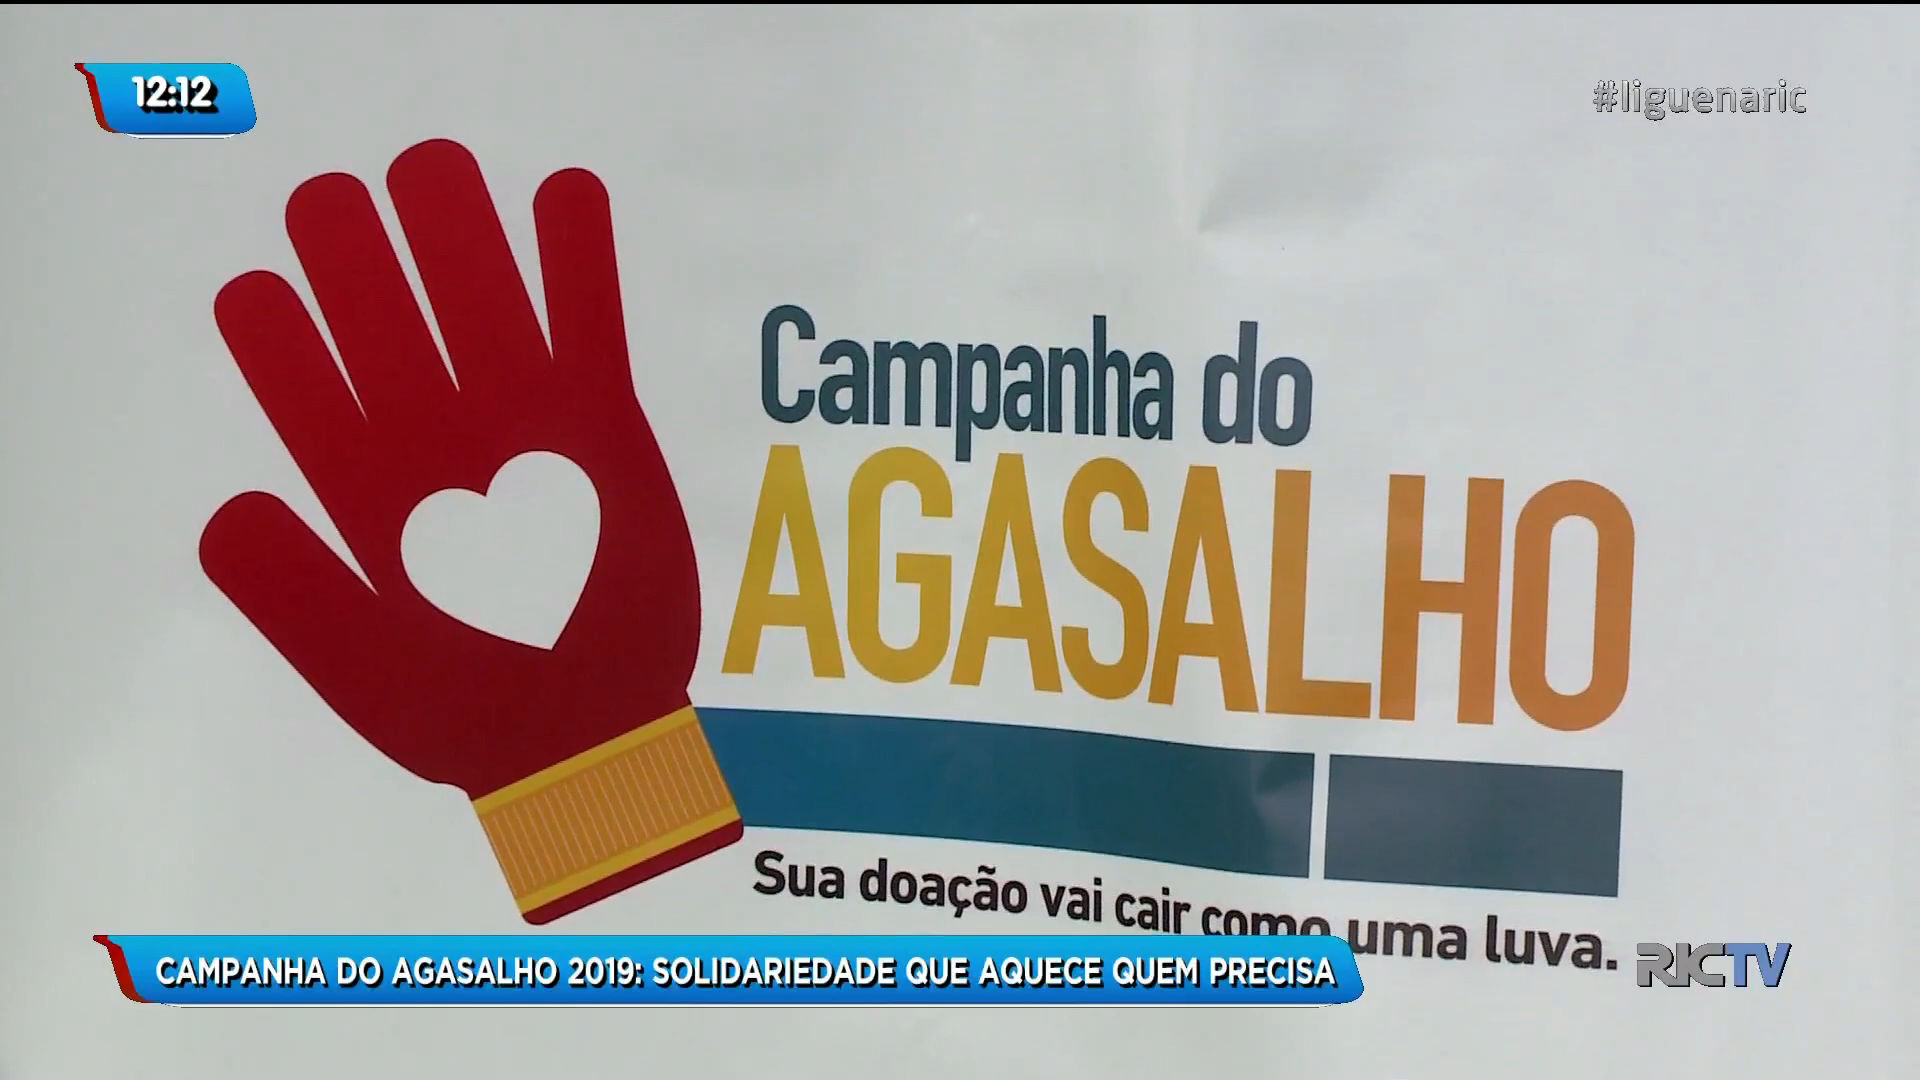 12:12
#liguenaric
Campanha do
AGASALHO
Sua doação vai cair como uma luva.
CAMPANHA DO AGASALHO 2019: SOLIDARIEDADE QUE AQUECE QUEM PRECISA
RICTV